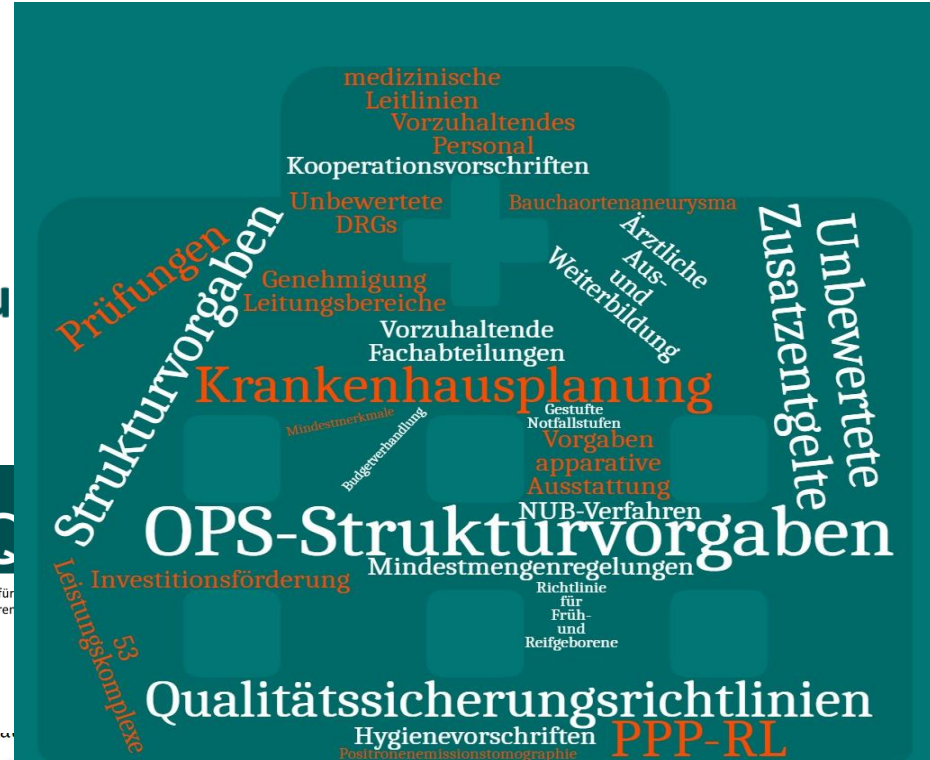 medizinische
Leitlinien
Vorzuhaltendes
Personal
Kooperationsvorschriften
Unbewertete
DRGs
Bauchaortenaneurysma
Prüfungen
Strukturvorgaben
Ärztliche
Aus-
und
Weiterbildung
Zusatzentgelte
Unbewertete
Genehmigung
Leitungsbereiche
Vorzuhaltende
Fachabteilungen
Krankenhausplanung
Mindestmerkmale
Budgetverhandlung
Gestufte
Notfallstufen
Vorgaben
apparative
Ausstattung
NUB-Verfahren
OPS-Strukturvorgaben
Mindestmengenregelungen
Investitionsförderung
Richtlinie
für
Früh-
und
Reifgeborene
53
Leistungskomplexe
Qualitätssicherungsrichtlinien
Hygienevorschriften
PPP-RL
Positronenemissionstomographie